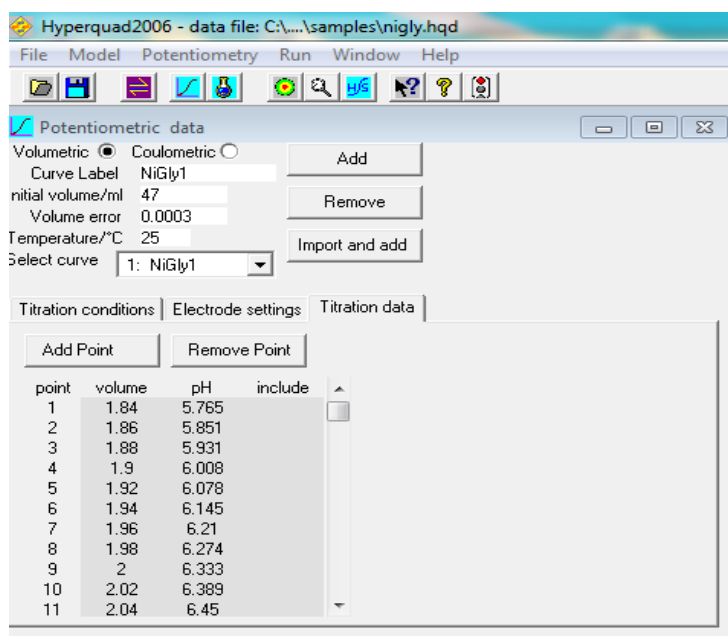 Hyperquad2006 - data file: C:\....\samples\nigly.hqd
File Model Potentiometry Run Window Help
H/G
Potentiometric data
Volumetric Coulometric
Add
Curve Label NiGly1
nitial volume/ml 47
Remove
Volume error 0.0003
Temperature/°C 25
Import and add
Select curve 1: NiGly1
Titration conditions Electrode settings Titration data
Add Point Remove Point
point volume pH include
1 1.84 5.765
2 1.86 5.851
3 1.88 5.931
4 1.9 6.008
5 1.92 6.078
6 1.94 6.145
7 1.96 6.21
8 1.98 6.274
9 2 6.333
10 2.02 6.389
11 2.04 6.45